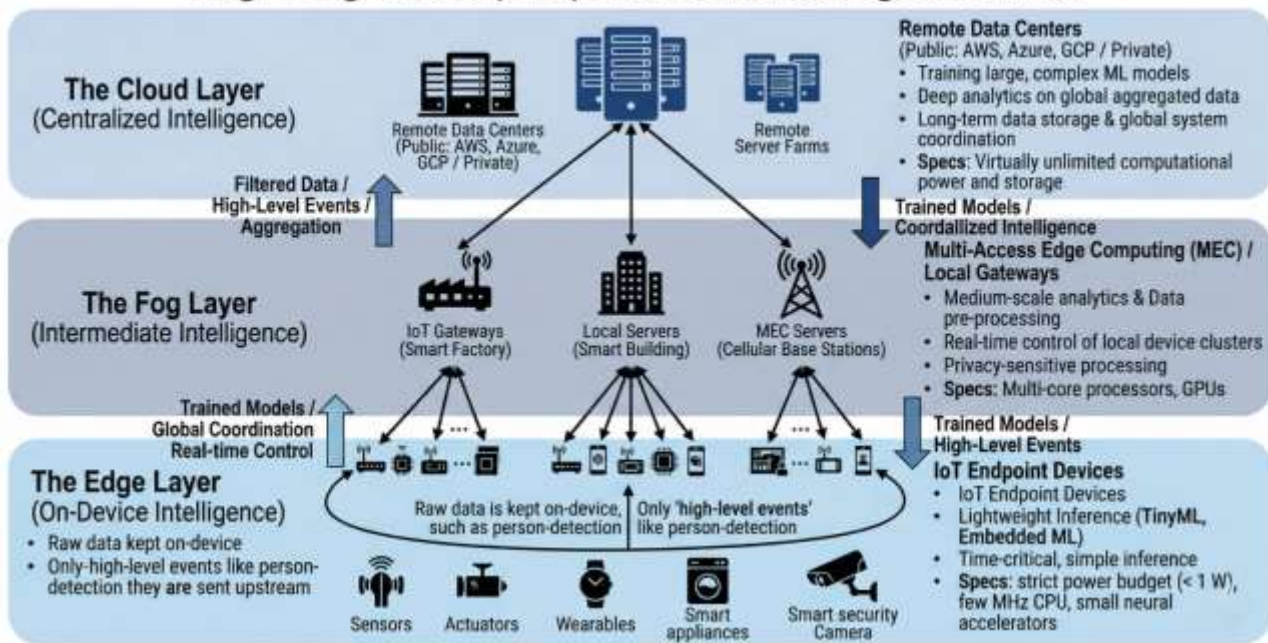 The Cloud Layer
(Centralized Intelligence)
Remote Data Centers
(Public: AWS, Azure,
GCP / Private)
Remote
Server Farms
Remote Data Centers
(Public: AWS, Azure, GCP / Private)
• Training large, complex ML models
• Deep analytics on global aggregated data
• Long-term data storage & global system
coordination
• Specs: Virtually unlimited computational
power and storage
Filtered Data /
High-Level Events /
Aggregation
Trained Models /
Coordallized Intelligence
The Fog Layer
(Intermediate Intelligence)
IoT Gateways
(Smart Factory)
Local Servers
(Smart Building)
MEC Servers
(Cellular Base Stations)
Multi-Access Edge Computing (MEC) /
Local Gateways
• Medium-scale analytics & Data
pre-processing
• Real-time control of local device clusters
• Privacy-sensitive processing
• Specs: Multi-core processors, GPUs
Trained Models /
Global Coordination
Real-time Control
Trained Models /
High-Level Events
The Edge Layer
(On-Device Intelligence)
• Raw data kept on-device
• Only-high-level events like person-
detection they are sent upstream
Raw data is kept on-device,
such as person-detection
Only 'high-level events'
like person-detection
Sensors
Actuators
Wearables
Smart
appliances
Smart security
Camera
IoT Endpoint Devices
• IoT Endpoint Devices
• Lightweight Inference (TinyML,
Embedded ML)
• Time-critical, simple inference
• Specs: strict power budget (< 1 W),
few MHz CPU, small neural
accelerators